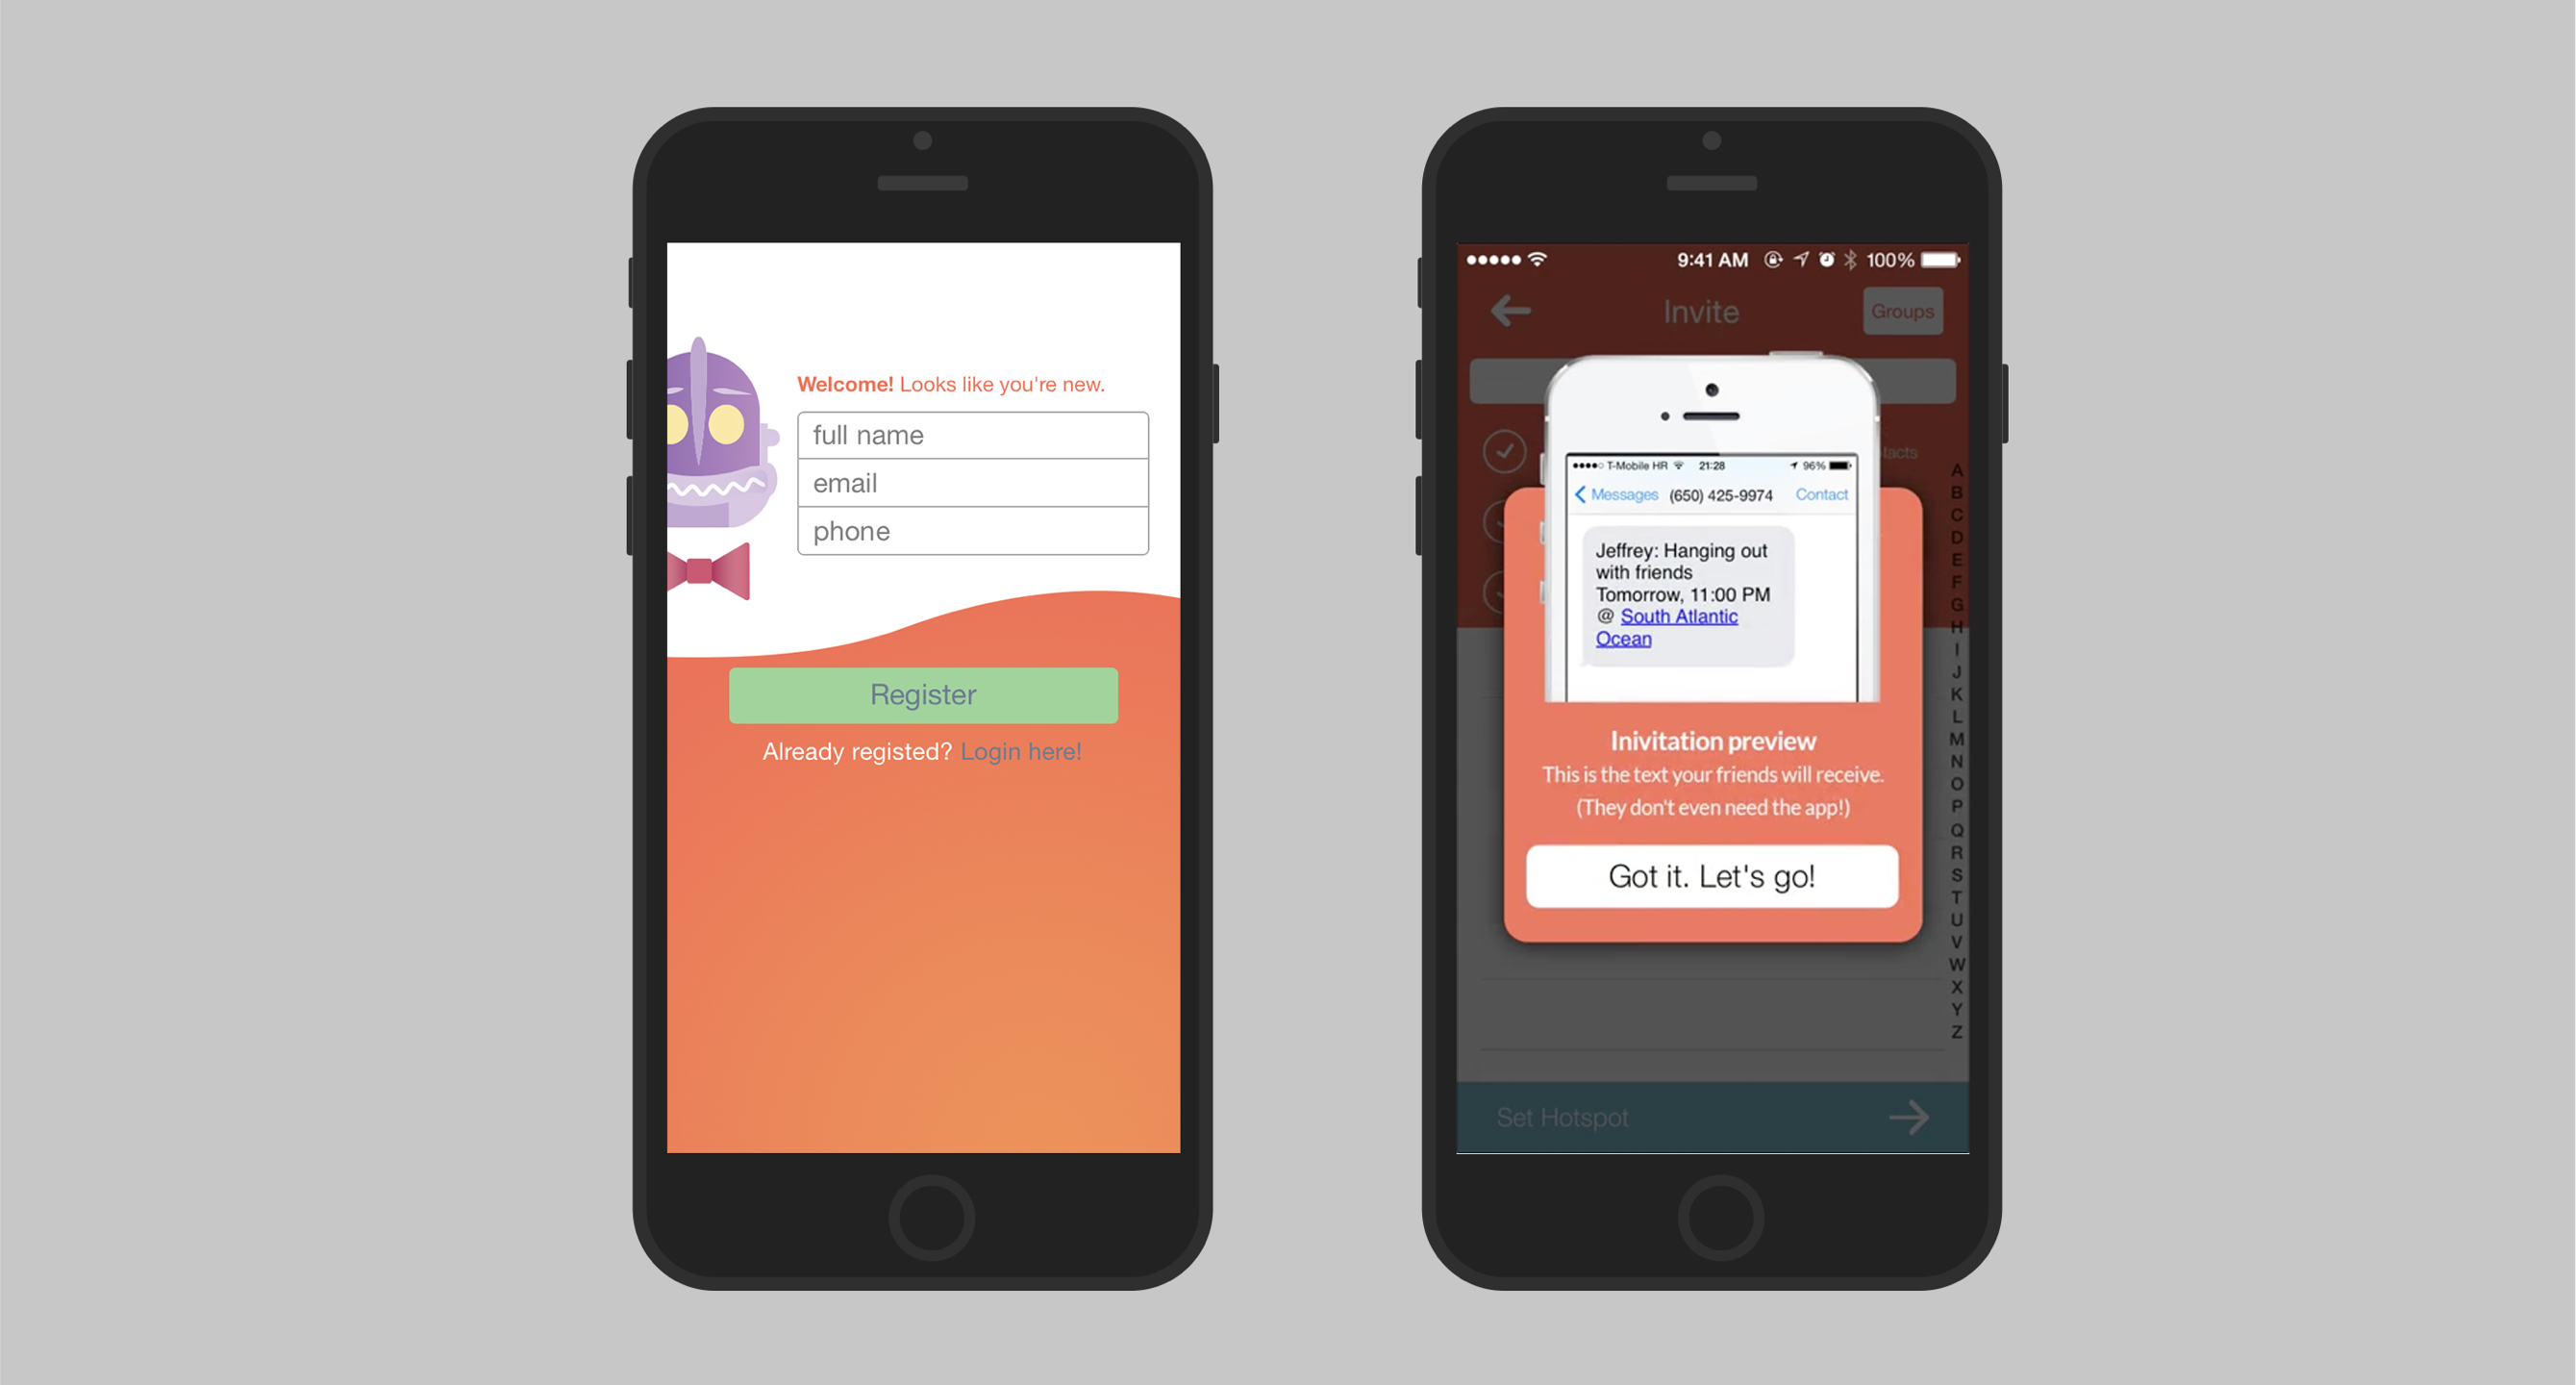 Welcome! Looks like you're new.
full name
email
phone
Register
Already registed? Login here!
9:41 AM 100%
Invite
Groups
T-Mobile HR 21:28 96%
Messages (650) 425-9974 Contact
Jeffrey: Hanging out
with friends
Tomorrow, 11:00 PM
@ South Atlantic
Ocean
Inivitation preview
This is the text your friends will receive.
(They don't even need the app!)
Got it. Let's go!
A
B
C
D
E
F
G
H
I
J
K
L
M
N
O
P
Q
R
S
T
U
V
W
X
Y
Z
Set Hotspot